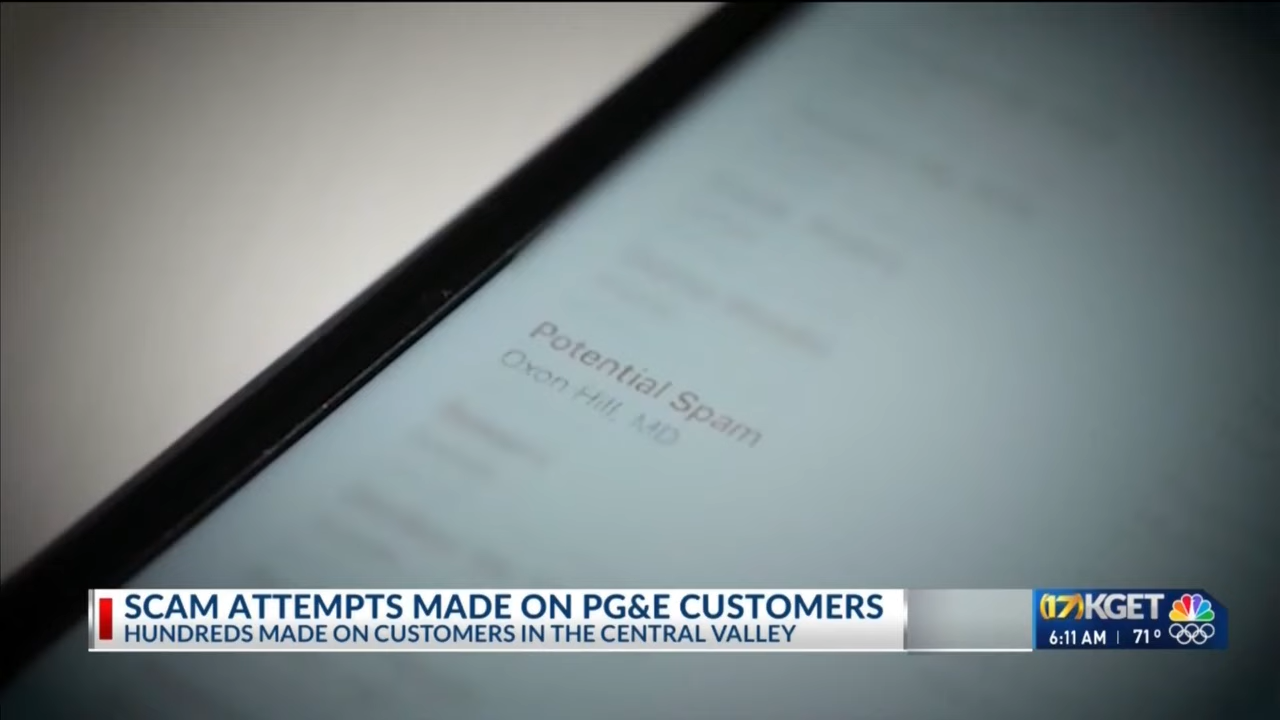 Potential Spam
Oxon Hill, MD
SCAM ATTEMPTS MADE ON PG&E CUSTOMERS
HUNDREDS MADE ON CUSTOMERS IN THE CENTRAL VALLEY
17 KGET
6:11 AM | 71°